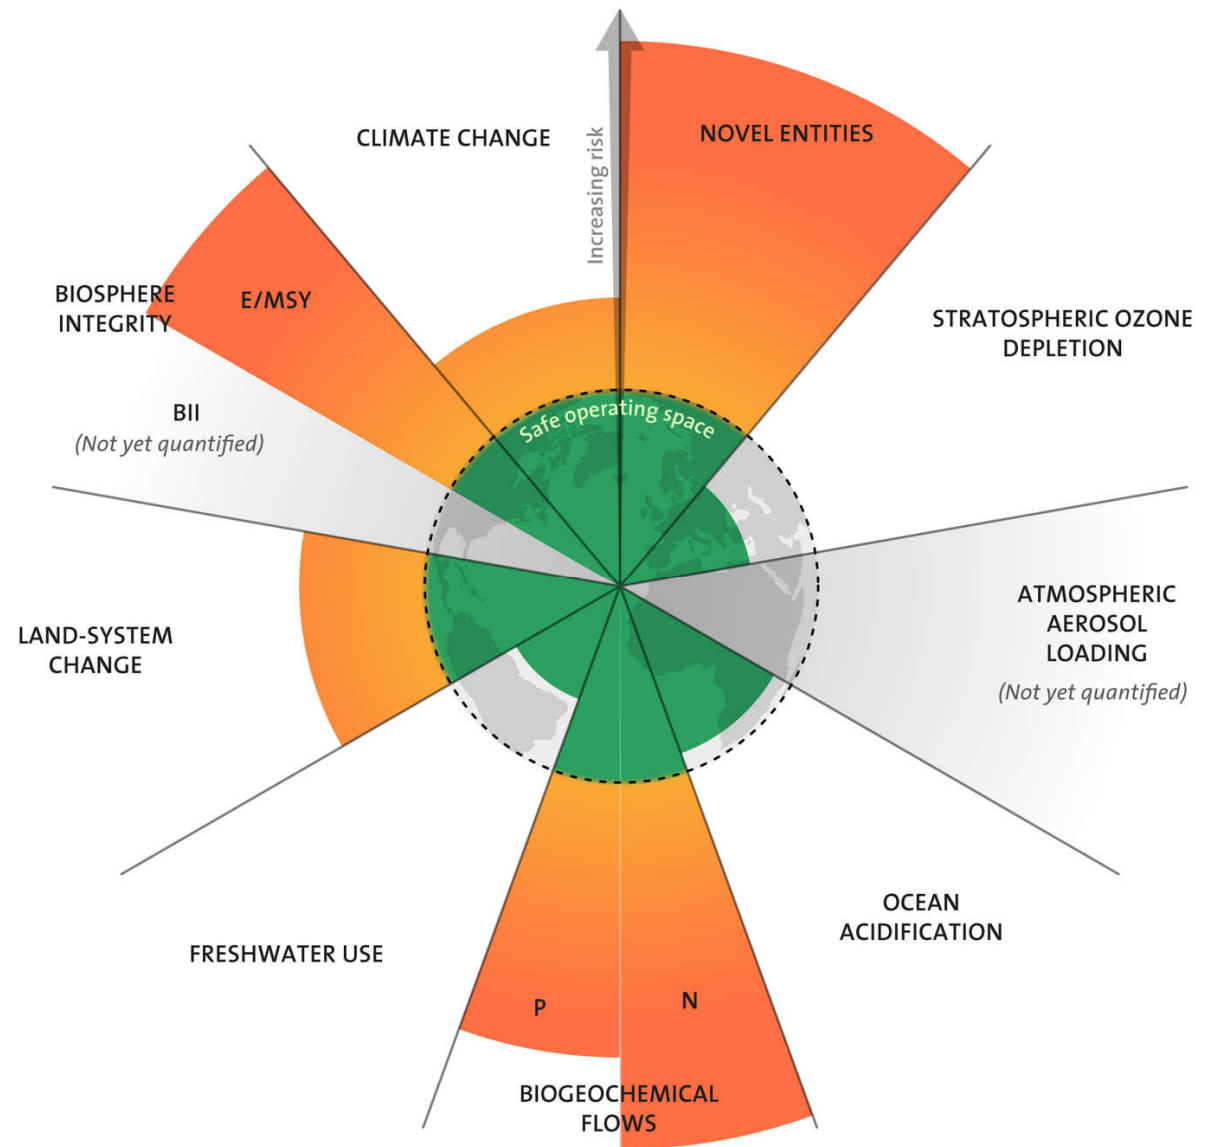 CLIMATE CHANGE
Increasing risk
NOVEL ENTITIES
BIOSPHERE
INTEGRITY
E/MSY
STRATOSPHERIC OZONE
DEPLETION
BII
(Not yet quantified)
Safe operating space
LAND-SYSTEM
CHANGE
ATMOSPHERIC
AEROSOL
LOADING
(Not yet quantified)
FRESHWATER USE
OCEAN
ACIDIFICATION
P
N
BIOGEOCHEMICAL
FLOWS